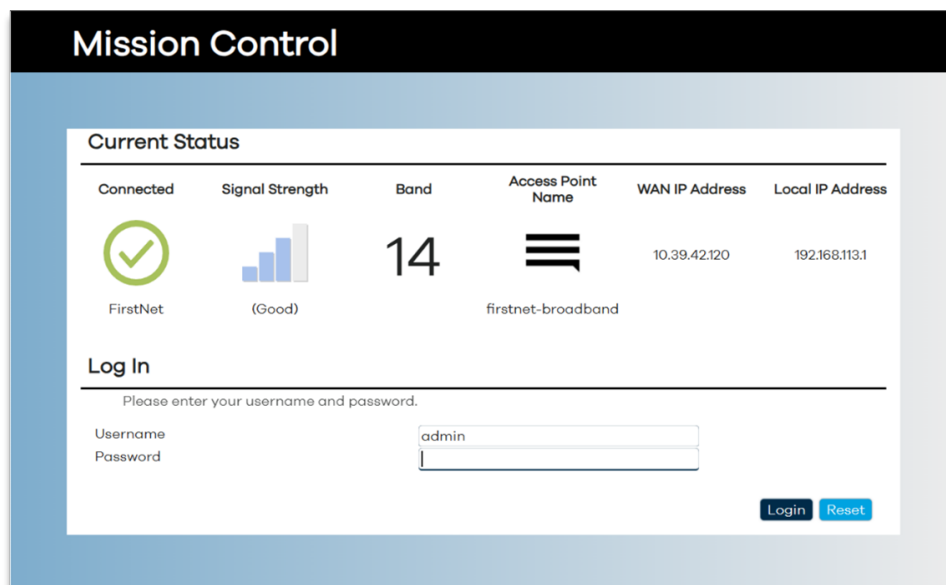 Mission Control
Current Status
Connected
Signal Strength
Band
Access Point
Name
WAN IP Address
Local IP Address
14
10.39.42.120
192.168.113.1
FirstNet
(Good)
firstnet-broadband
Log In
Please enter your username and password.
Username
admin
Password
Login
Reset